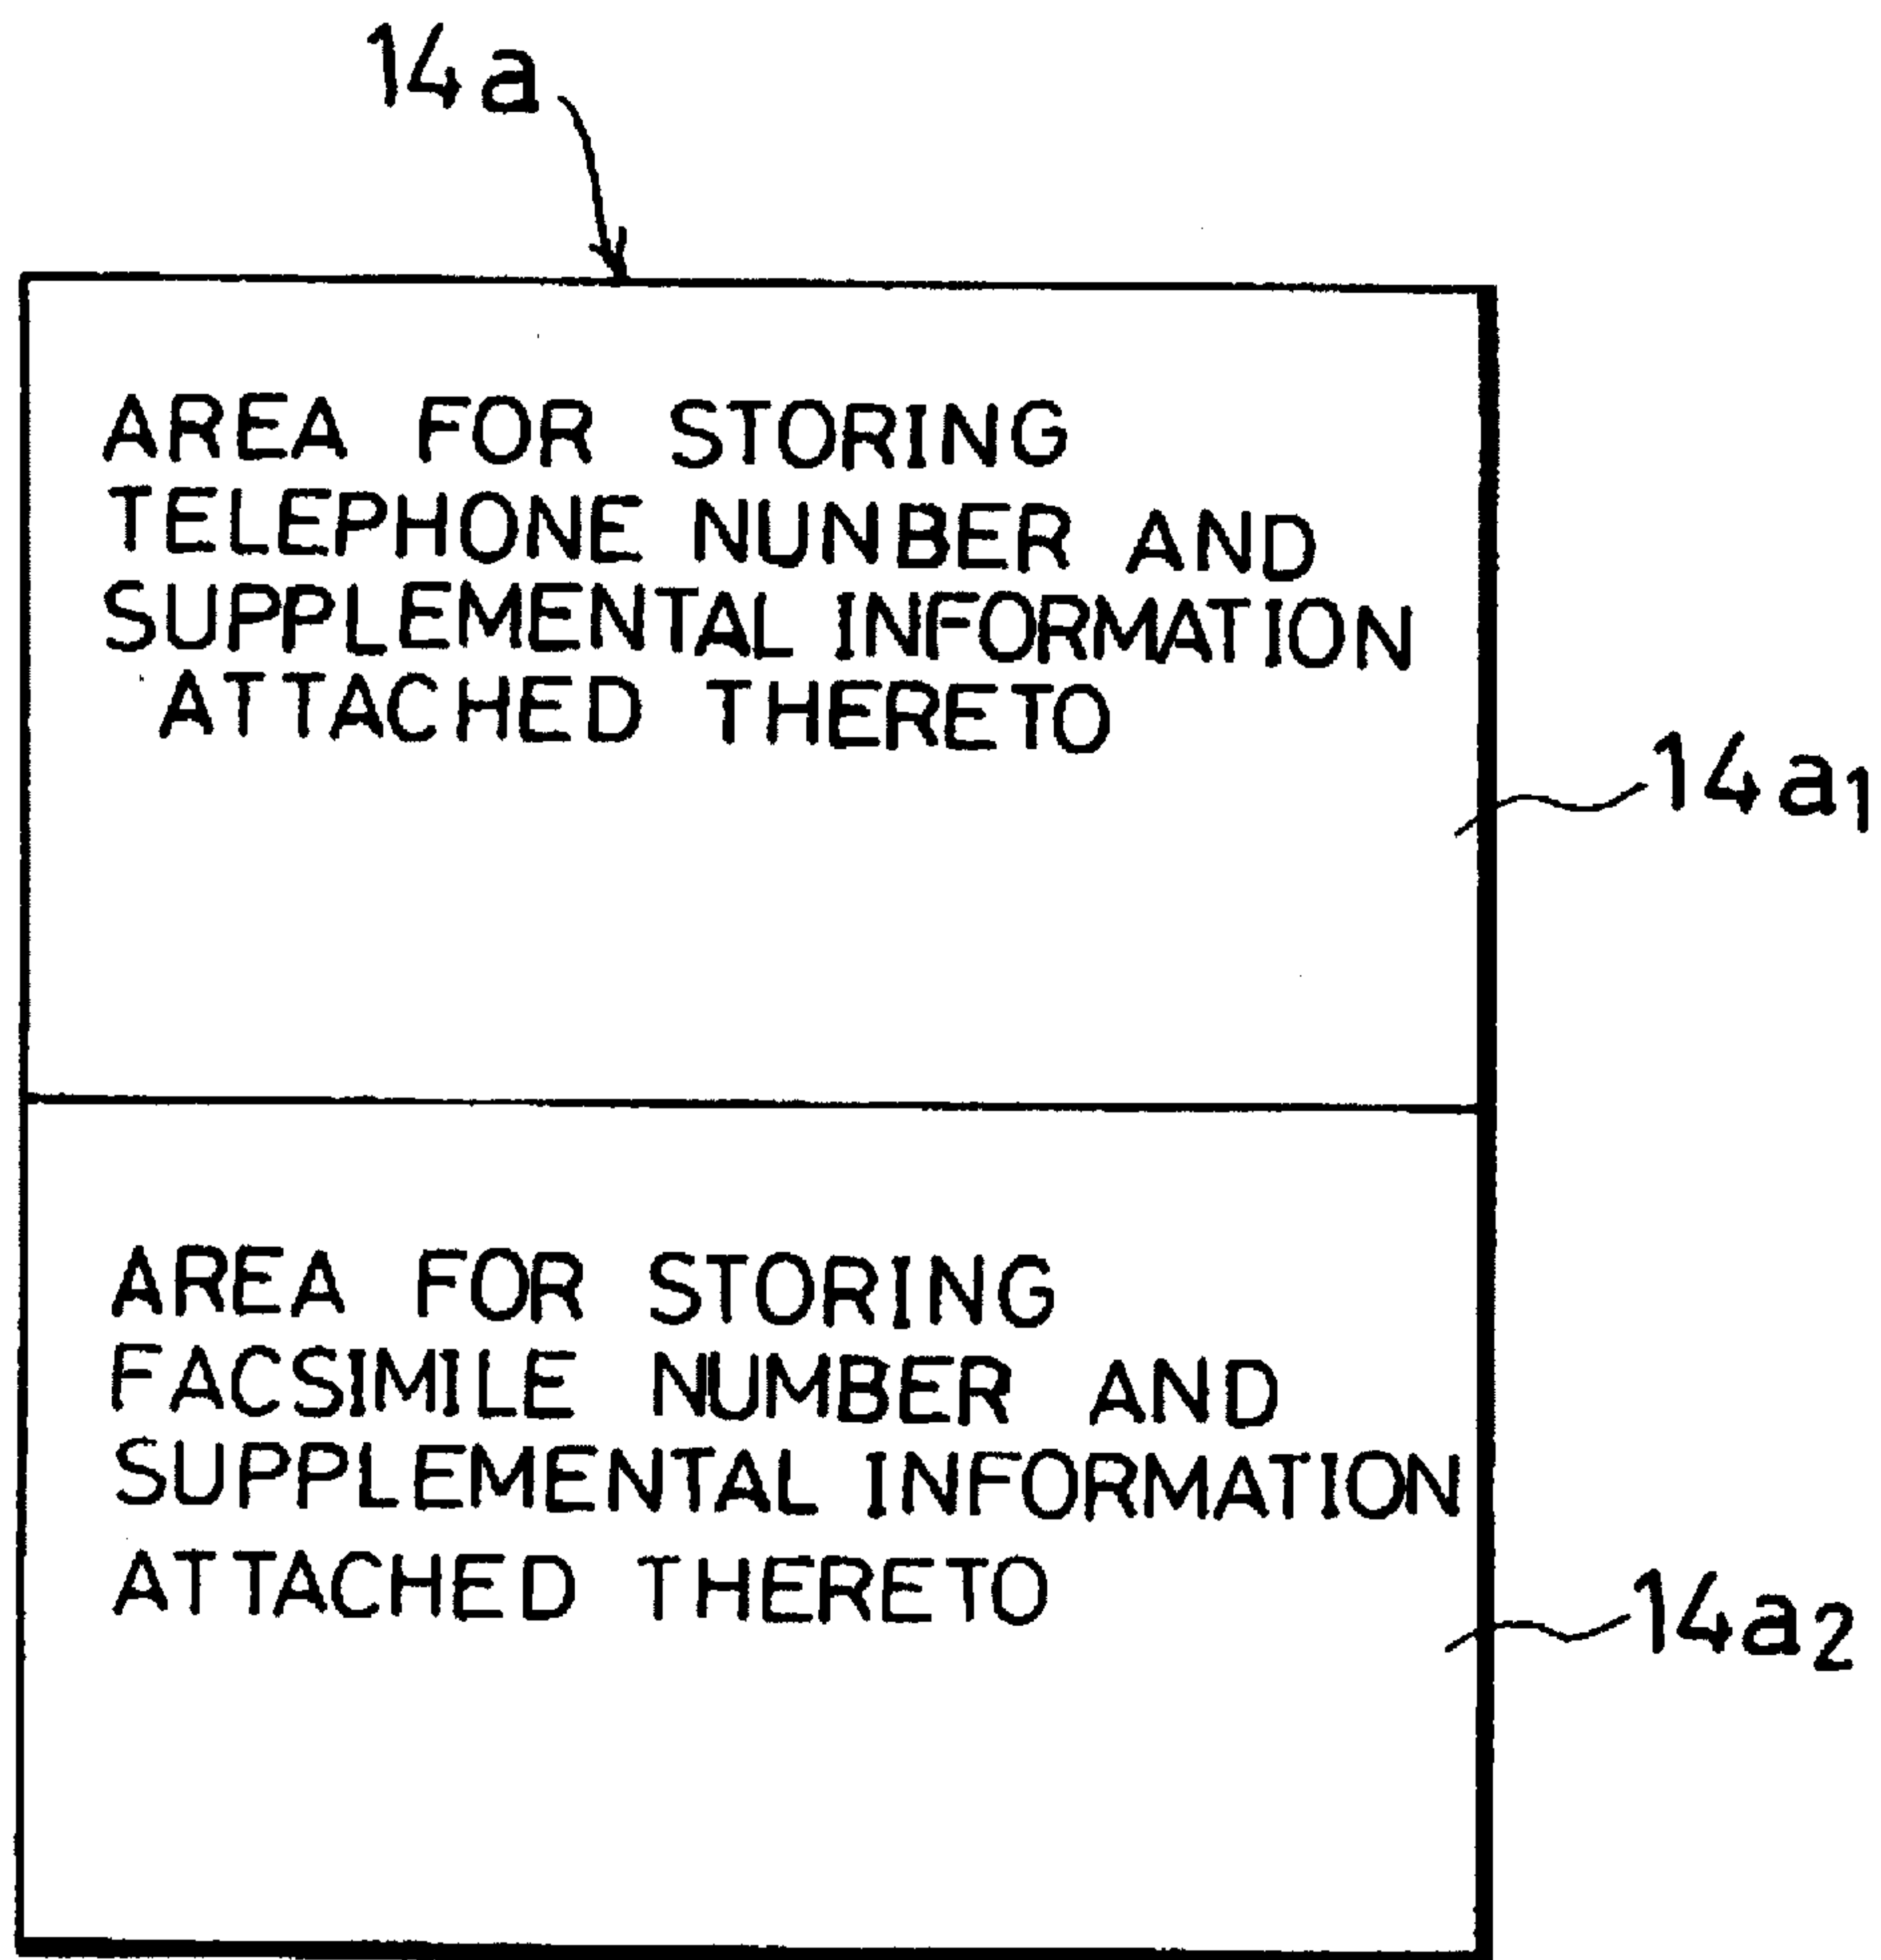 14a
AREA FOR STORING
TELEPHONE NUNBER AND
SUPPLEMENTAL INFORMATION
ATTACHED THERETO
14a1
AREA FOR STORING
FACSIMILE NUMBER AND
SUPPLEMENTAL INFORMATION
ATTACHED THERETO
14a2